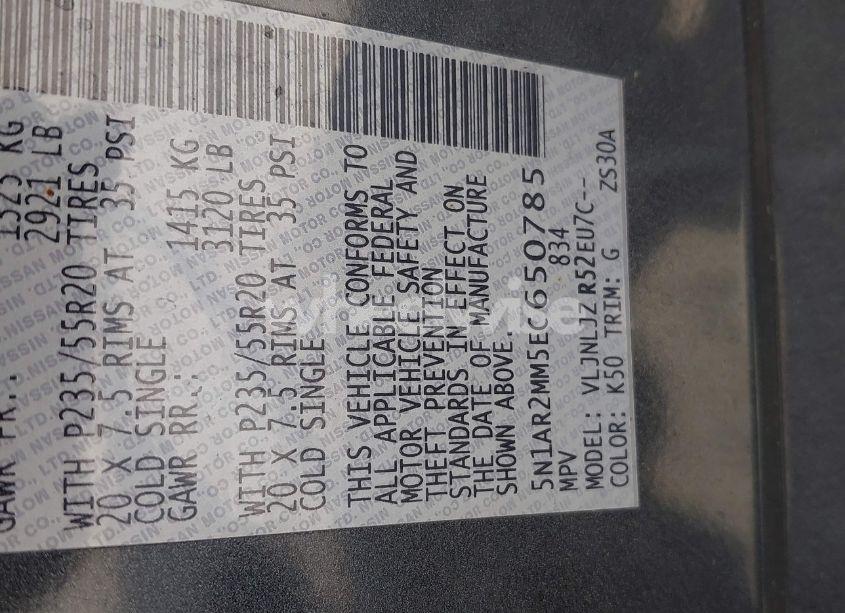 GAWR FR.: 1325 KG
2921 LB
WITH P235/55R20 TIRES
20 X 7.5 RIMS AT 35 PSI
COLD SINGLE
GAWR RR.: 1415 KG
3120 LB
WITH P235/55R20 TIRES
20 X 7.5 RIMS AT 35 PSI
COLD SINGLE
THIS VEHICLE CONFORMS TO
ALL APPLICABLE FEDERAL
MOTOR VEHICLE SAFETY AND
THEFT PREVENTION
STANDARDS IN EFFECT ON
THE DATE OF MANUFACTURE
SHOWN ABOVE.
5N1AR2MM5EC650785
MPV 834
MODEL: VLJNLJZ R52EU7C--
COLOR: K50 TRIM: G ZS30A